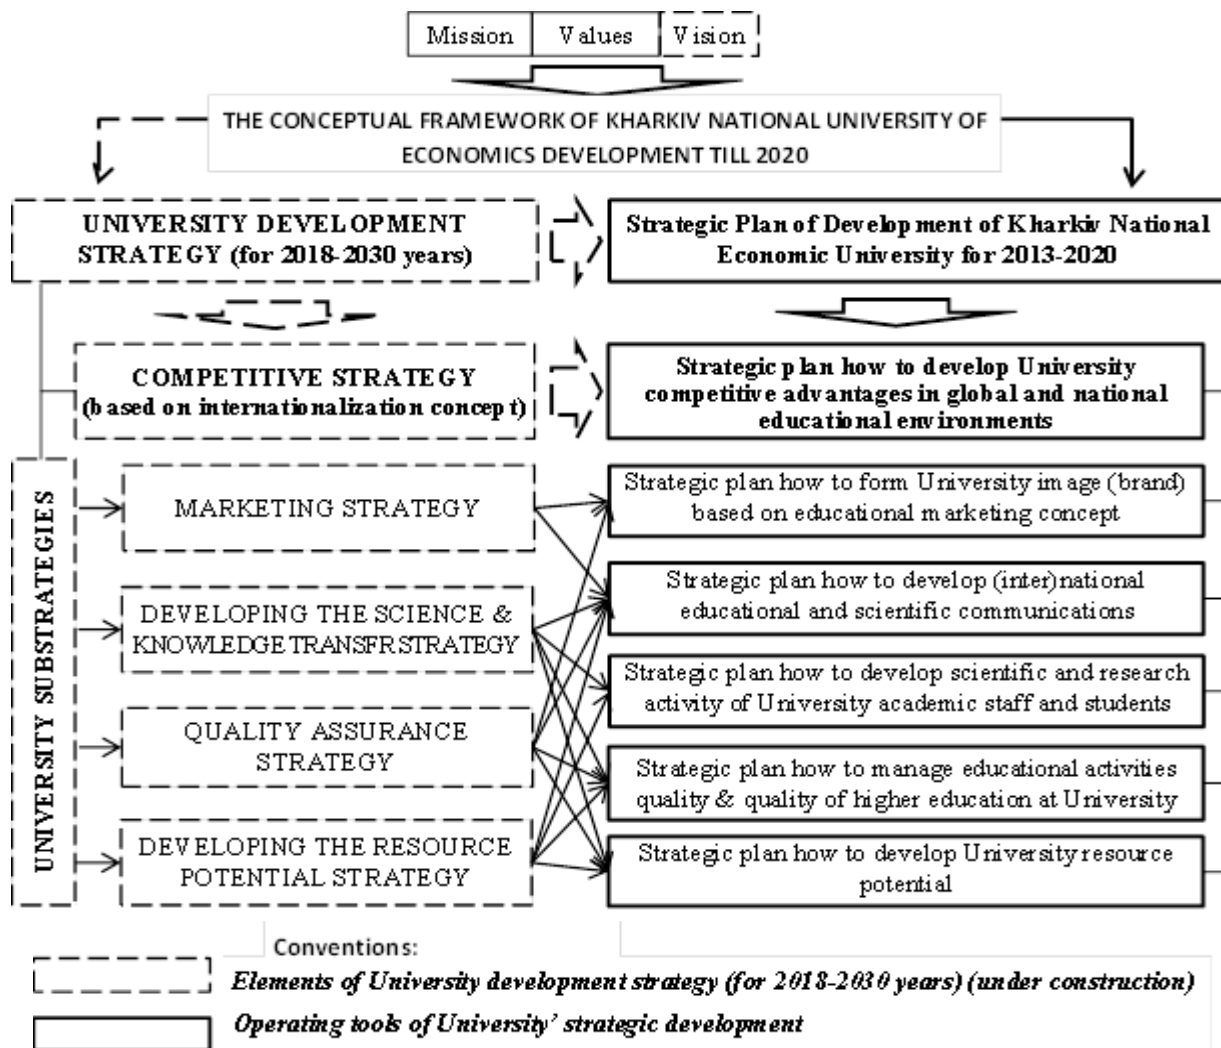 Mission Values Vision
THE CONCEPTUAL FRAMEWORK OF KHARKIV NATIONAL UNIVERSITY OF
ECONOMICS DEVELOPMENT TILL 2020
UNIVERSITY DEVELOPMENT
STRATEGY (for 2018-2030 years)
Strategic Plan of Development of Kharkiv National
Economic University for 2013-2020
COMPETITIVE STRATEGY
(based on internationalization concept)
Strategic plan how to develop University
competitive advantages in global and national
educational environments
UNIVERSITY SUBSTRATEGIES
MARKETING STRATEGY
Strategic plan how to form University image (brand)
based on educational marketing concept
DEVELOPING THE SCIENCE &
KNOWLEDGE TRANSFR STRATEGY
Strategic plan how to develop (inter)national
educational and scientific communications
Strategic plan how to develop scientific and research
activity of University academic staff and students
QUALITY ASSURANCE
STRATEGY
Strategic plan how to manage educational activities
quality & quality of higher education at University
DEVELOPING THE RESOURCE
POTENTIAL STRATEGY
Strategic plan how to develop University resource
potential
Conventions:
Elements of University development strategy (for 2018-2030 years) (under construction)
Operating tools of University' strategic development